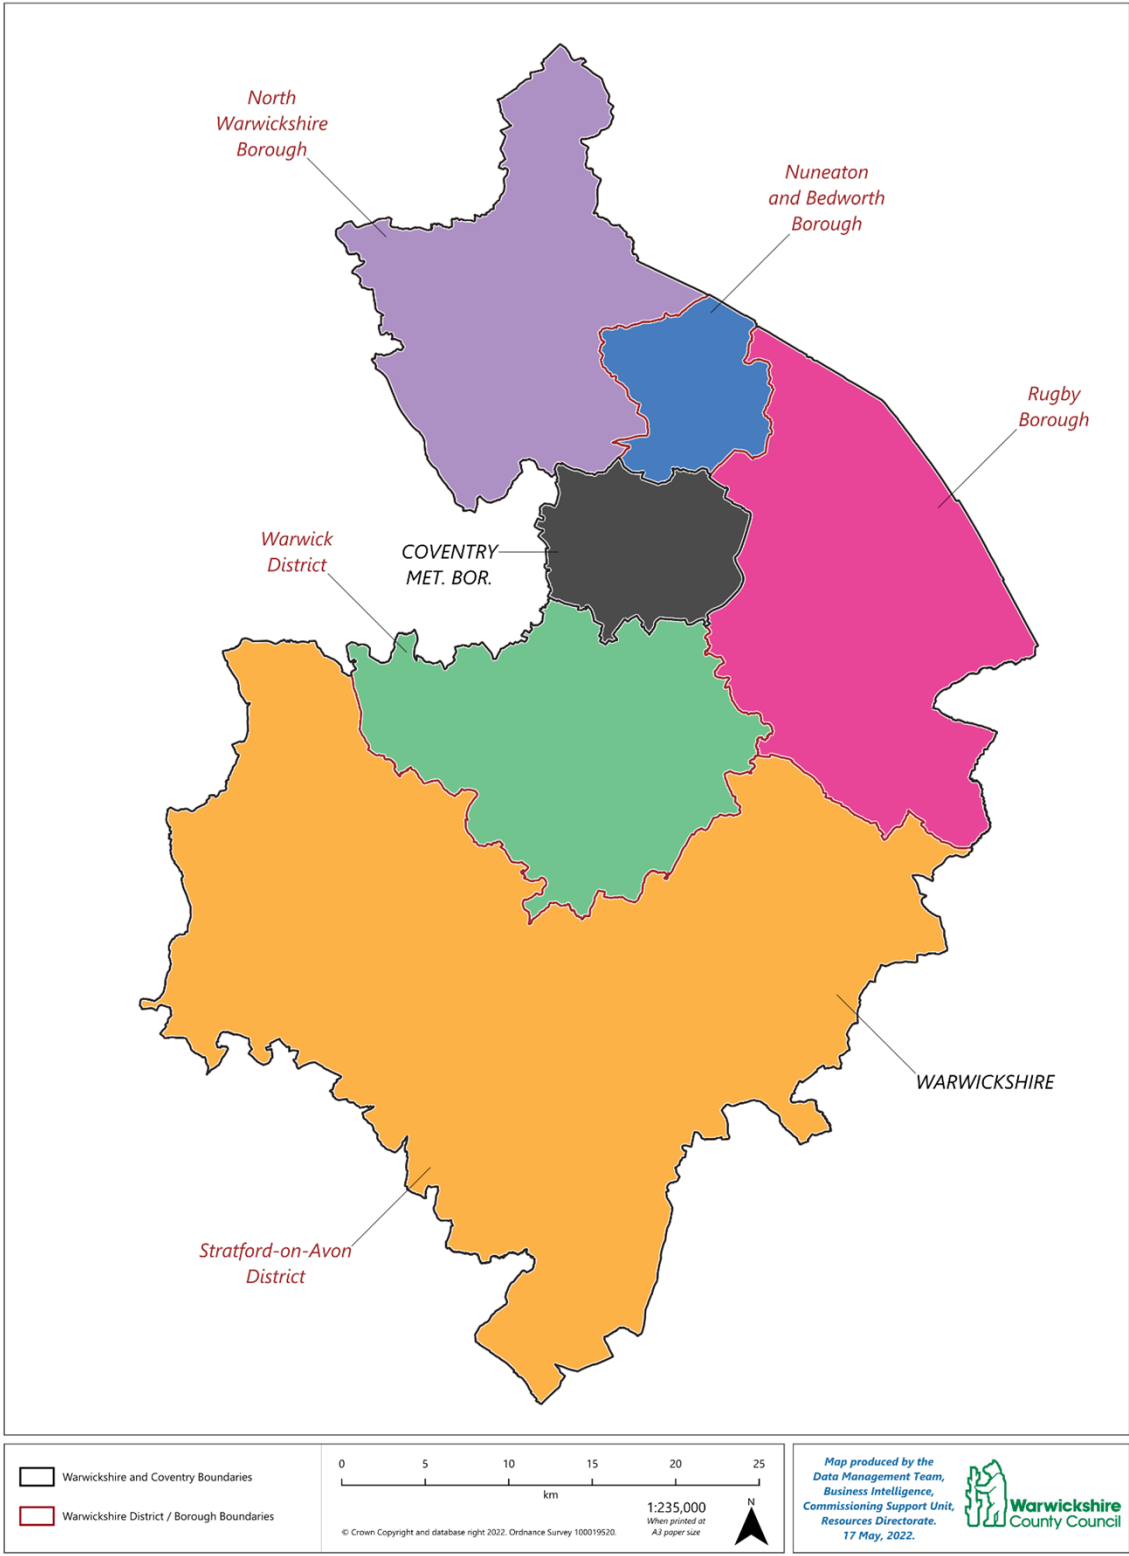 North
Warwickshire
Borough
Nuneaton
and Bedworth
Borough
Rugby
Borough
Warwick
District
COVENTRY
MET. BOR.
WARWICKSHIRE
Stratford-on-Avon
District
Warwickshire and Coventry Boundaries
Warwickshire District / Borough Boundaries
0 5 10 15 20 25
km
1:235,000
When printed at
A3 paper size
N
© Crown Copyright and database right 2022. Ordnance Survey 100019520.
Map produced by the
Data Management Team,
Business Intelligence,
Commissioning Support Unit,
Resources Directorate.
17 May, 2022.
Warwickshire
County Council